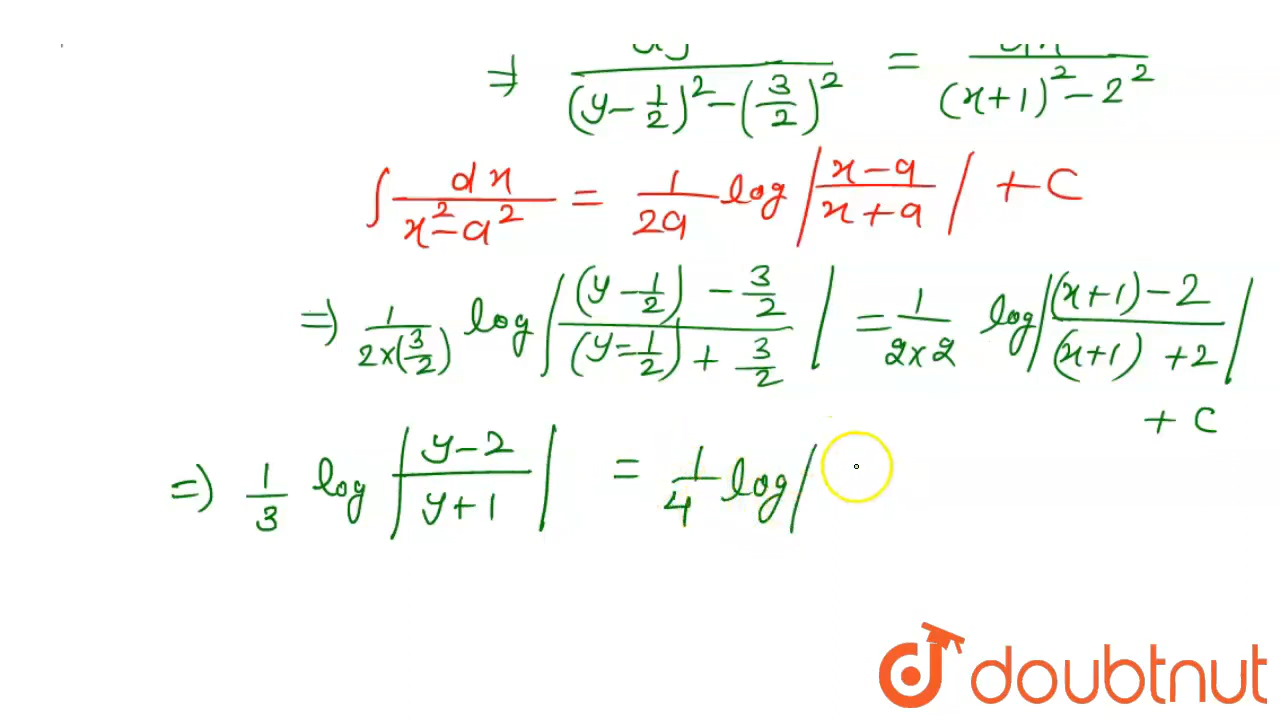 ⇒ dy/((y-1/2)²-(3/2)²) = dx/((x+1)²-2²)
∫ dx/(x²-a²) = 1/2a log|(x-a)/(x+a)| + C
⇒ 1/(2×(3/2)) log|((y-1/2)-3/2)/((y=1/2)+3/2)| = 1/(2×2) log|((x+1)-2)/((x+1)+2)|
+ C
⇒ 1/3 log|(y-2)/(y+1)| = 1/4 log|
doubtnut